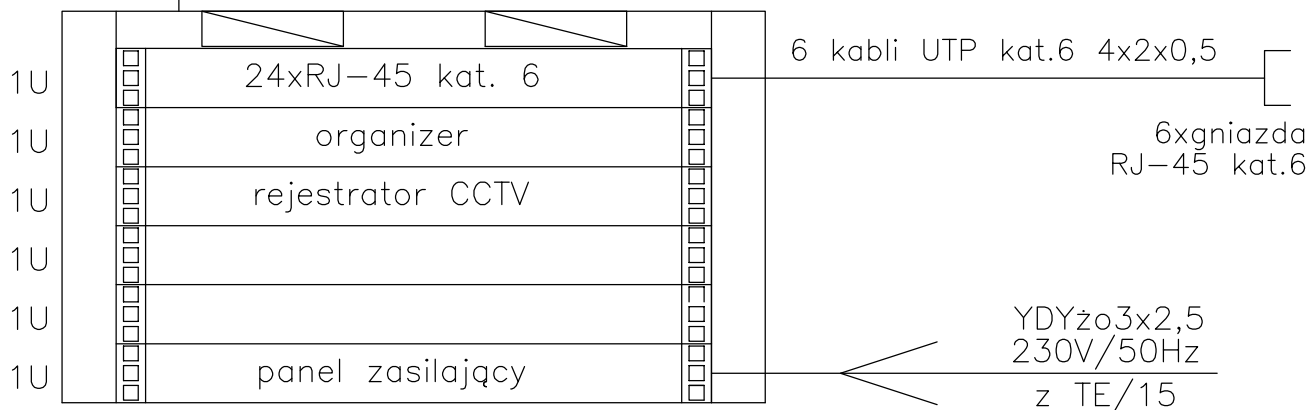 1U
24xRJ-45 kat. 6
6 kabli UTP kat.6 4x2x0,5
6xgniazda
RJ-45 kat.6
1U
organizer
1U
rejestrator CCTV
1U
1U
1U
panel zasilający
YDYżo3x2,5
230V/50Hz
z TE/15